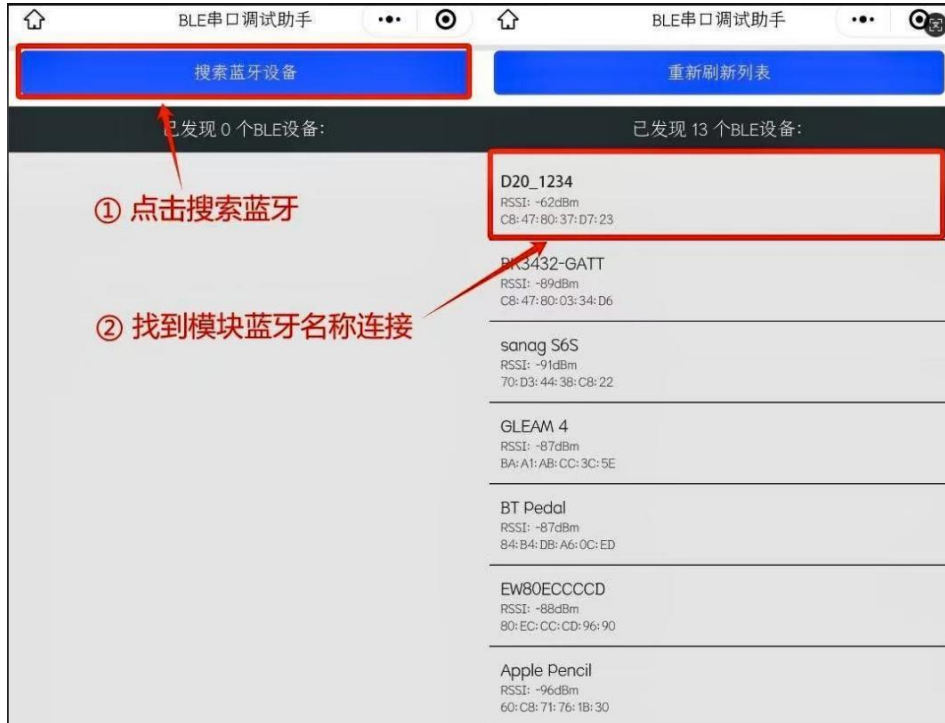 BLE串口调试助手
搜索蓝牙设备
已发现 0 个BLE设备:
① 点击搜索蓝牙
② 找到模块蓝牙名称连接
BLE串口调试助手
重新刷新列表
已发现 13 个BLE设备:
D20_1234
RSSI: -62dBm
C8:47:80:37:D7:23
BK3432-GATT
RSSI: -89dBm
C8:47:80:03:34:D6
sanag S6S
RSSI: -91dBm
70:D3:44:38:C8:22
GLEAM 4
RSSI: -87dBm
BA:A1:AB:CC:3C:5E
BT Pedal
RSSI: -87dBm
84:B4:DB:A6:0C:ED
EW80ECCCCD
RSSI: -88dBm
80:EC:CC:CD:96:90
Apple Pencil
RSSI: -96dBm
60:C8:71:76:1B:30